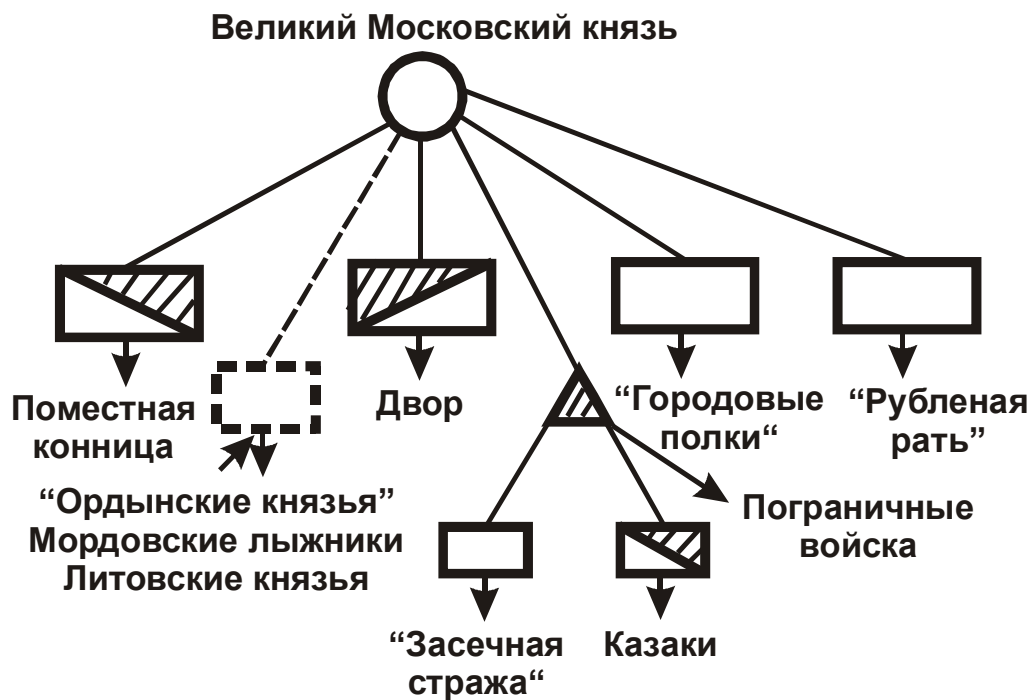 Великий Московский князь
Поместная
конница
Двор
“Городовые
полки“
“Рубленая
рать”
“Ордынские князья”
Мордовские лыжники
Литовские князья
Пограничные
войска
“Засечная
стража“
Казаки